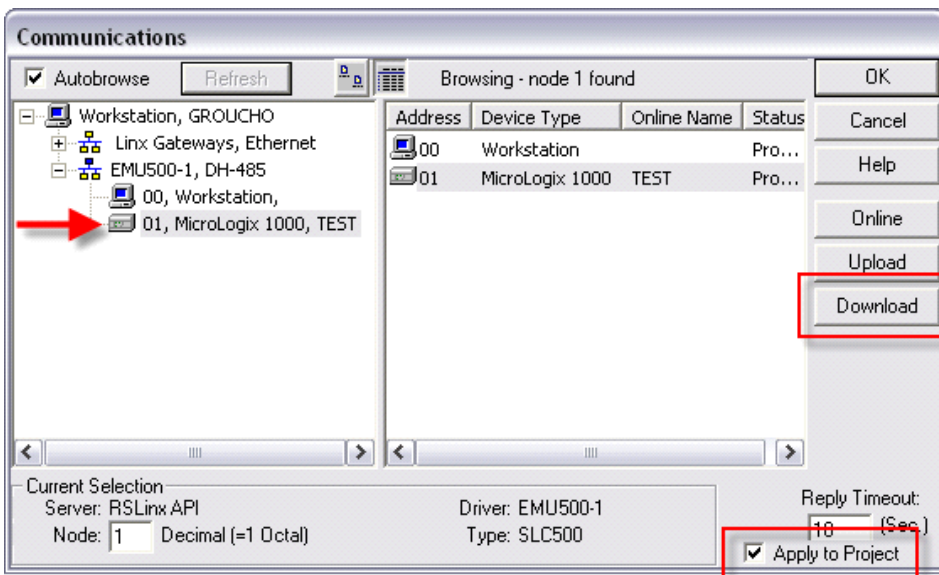 Communications
Autobrowse
Refresh
Browsing - node 1 found
OK
Cancel
Help
Online
Upload
Download
Workstation, GROUCHO
Linx Gateways, Ethernet
EMU500-1, DH-485
00, Workstation,
01, MicroLogix 1000, TEST
Address Device Type Online Name Status
00 Workstation Pro...
01 MicroLogix 1000 TEST Pro...
Current Selection
Server: RSLinx API Driver: EMU500-1
Node: 1 Decimal (=1 Octal) Type: SLC500
Reply Timeout:
(Sec.)
Apply to Project